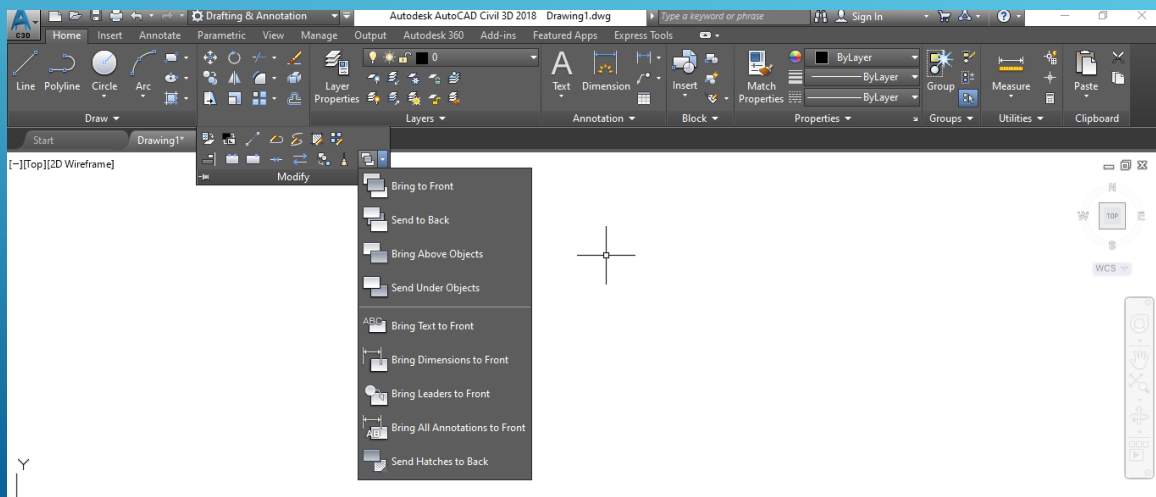 C3D
Drafting & Annotation
Autodesk AutoCAD Civil 3D 2018 Drawing1.dwg
Type a keyword or phrase
Sign In
Home Insert Annotate Parametric View Manage Output Autodesk 360 Add-ins Featured Apps Express Tools
0
ByLayer
ByLayer
ByLayer
Line Polyline Circle Arc
Layer
Properties
Text Dimension
Insert
Match
Properties
Group
Measure
Paste
Draw
Layers
Annotation
Block
Properties
Groups
Utilities
Clipboard
Start
Drawing1*
Modify
[−][Top][2D Wireframe]
Bring to Front
Send to Back
Bring Above Objects
Send Under Objects
ABC
Bring Text to Front
Bring Dimensions to Front
Bring Leaders to Front
Bring All Annotations to Front
Send Hatches to Back
N
W TOP E
S
WCS
Y